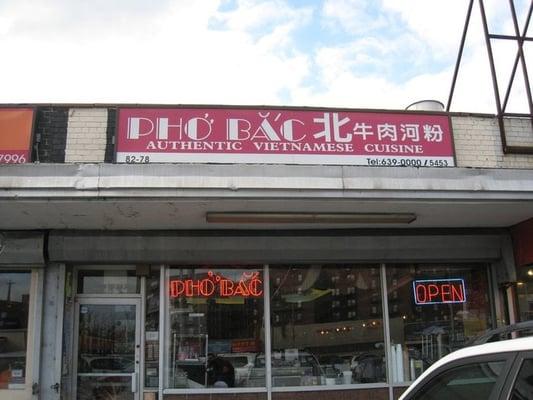 PHỞ BẮC 北牛肉河粉
AUTHENTIC VIETNAMESE CUISINE
82-78
Tel:639-0000/5453
7996
PHỞ BẮC
OPEN